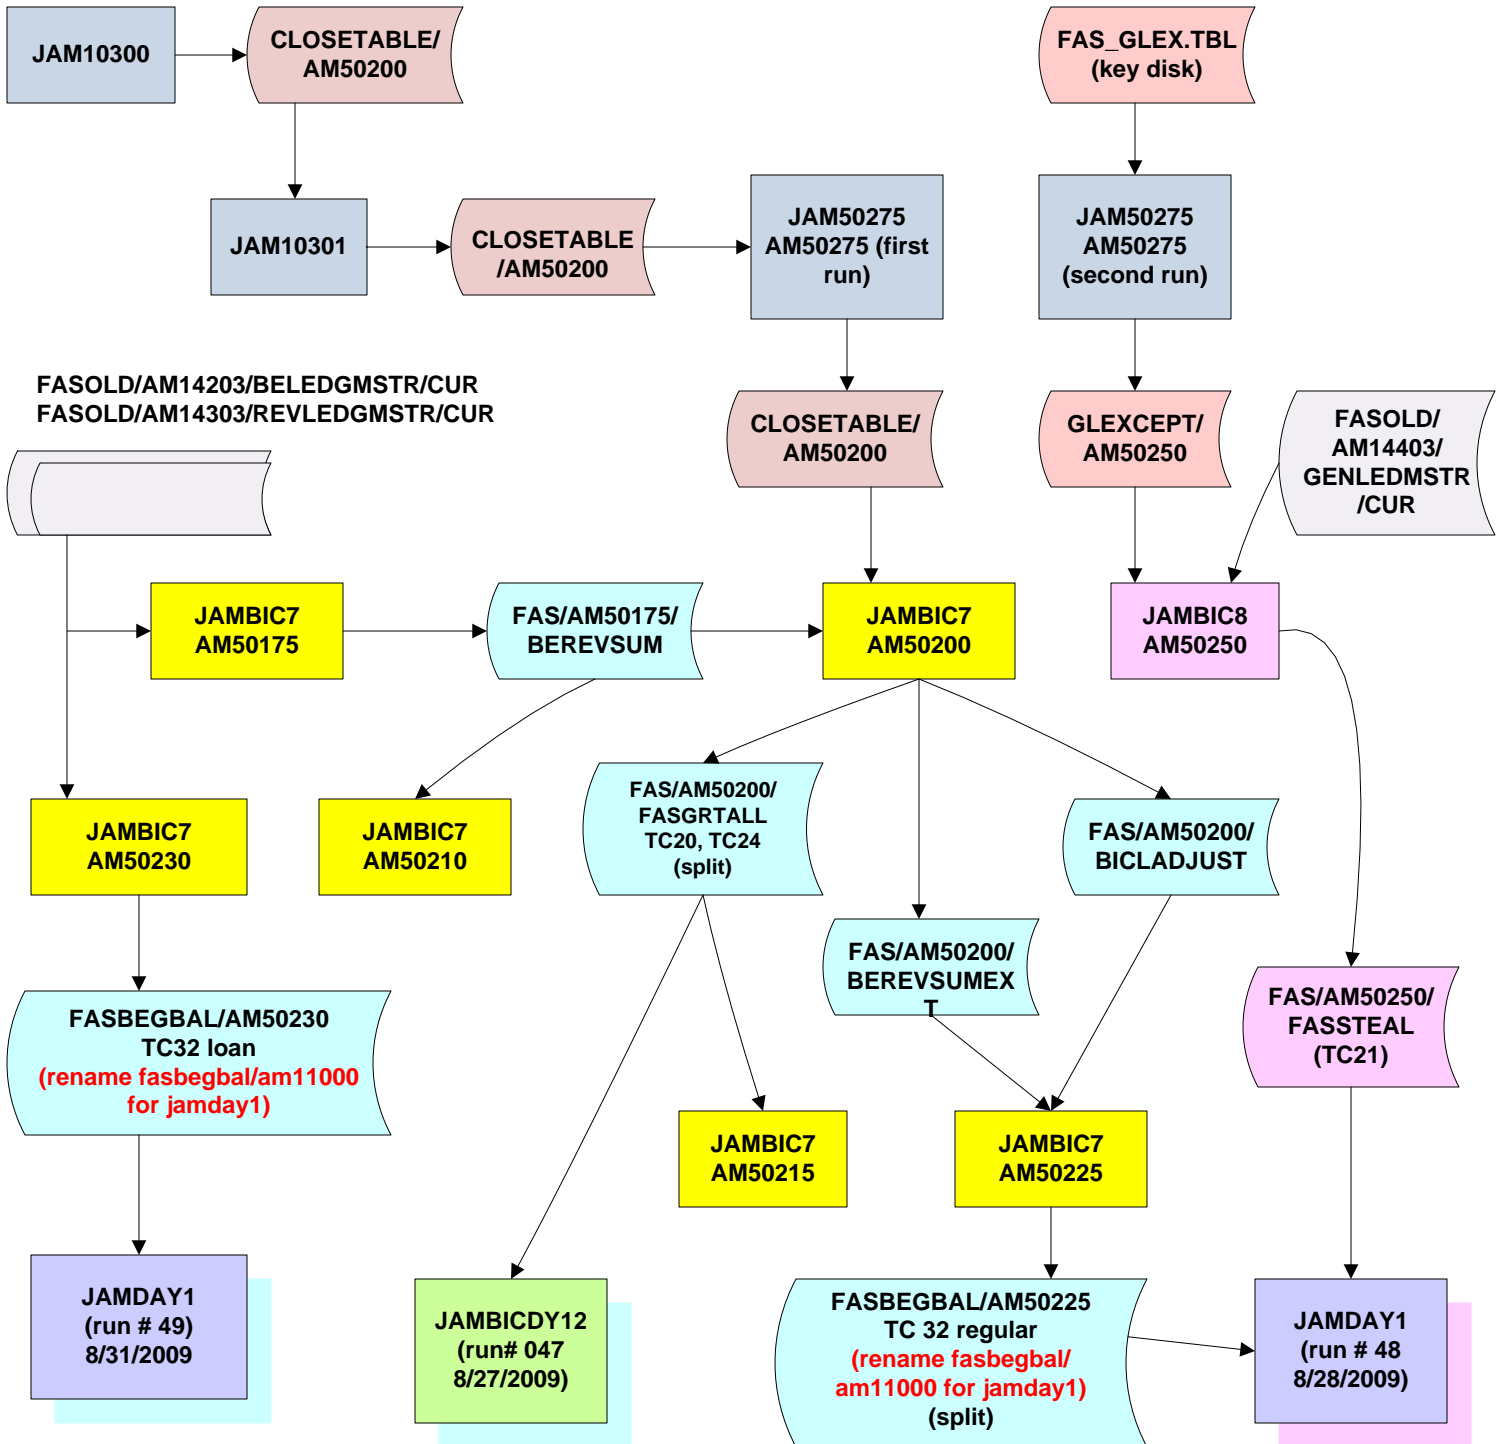 JAM10300
CLOSETABLE/
AM50200
FAS_GLEX.TBL
(key disk)
JAM10301
CLOSETABLE
/AM50200
JAM50275
AM50275 (first
run)
JAM50275
AM50275
(second run)
FASOLD/AM14203/BELEDGMSTR/CUR
FASOLD/AM14303/REVLEDGMSTR/CUR
CLOSETABLE/
AM50200
GLEXCEPT/
AM50250
FASOLD/
AM14403/
GENLEDMSTR
/CUR
JAMBIC7
AM50175
FAS/AM50175/
BEREVSUM
JAMBIC7
AM50200
JAMBIC8
AM50250
JAMBIC7
AM50230
JAMBIC7
AM50210
FAS/AM50200/
FASGRTALL
TC20, TC24
(split)
FAS/AM50200/
BICLADJUST
FAS/AM50200/
BEREVSUMEX
T
FAS/AM50250/
FASSTEAL
(TC21)
FASBEGBAL/AM50230
TC32 loan
(rename fasbegbal/am11000
for jamday1)
JAMBIC7
AM50215
JAMBIC7
AM50225
JAMDAY1
(run # 49)
8/31/2009
JAMBICDY12
(run# 047
8/27/2009)
FASBEGBAL/AM50225
TC 32 regular
(rename fasbegbal/
am11000 for jamday1)
(split)
JAMDAY1
(run # 48
8/28/2009)